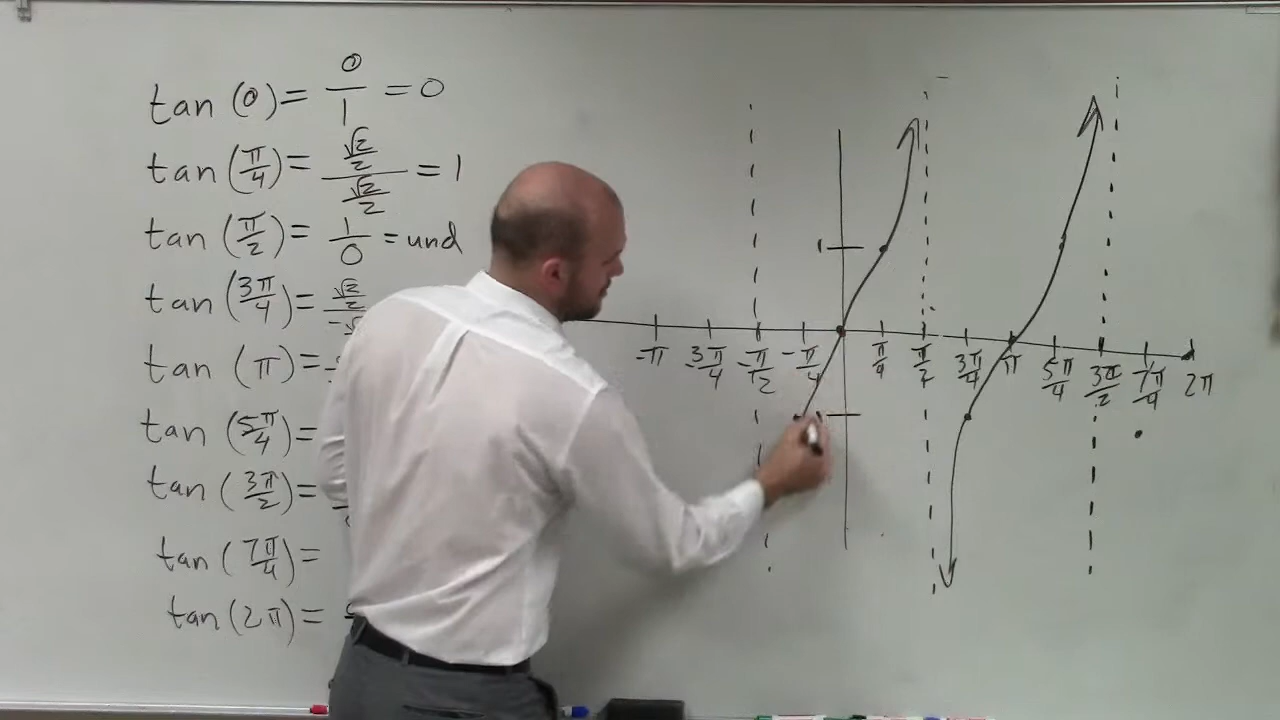 tan (0) = 0/1 = 0
tan (π/4) = √2/2 / √2/2 = 1
tan (π/2) = 1/0 = und
tan (3π/4) = √2/2 / -√
tan (π) =
tan (5π/4) =
tan (3π/2) =
tan (7π/4) =
tan (2π) =
1
-π -3π/4 -π/2 -π/4 π/4 π/2 3π/4 π 5π/4 3π/2 7π/4 2π